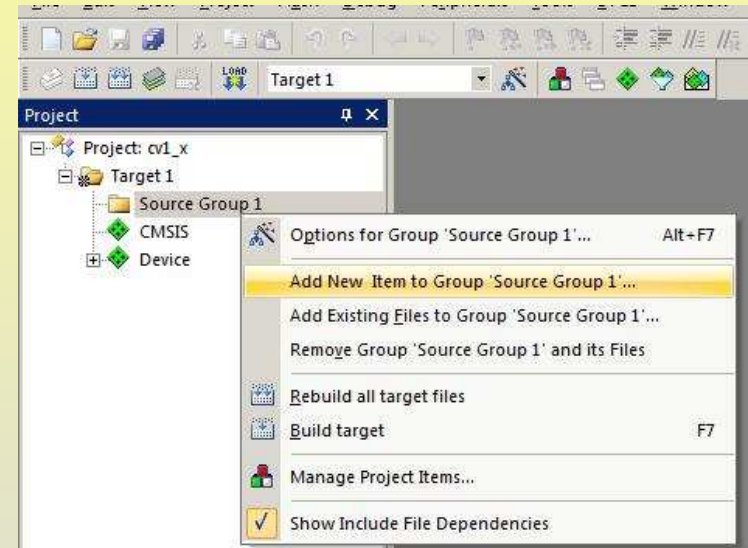 LOAD
Target 1
Project
Project: cv1_x
Target 1
Source Group 1
CMSIS
Device
Options for Group 'Source Group 1'... Alt+F7
Add New Item to Group 'Source Group 1'...
Add Existing Files to Group 'Source Group 1'...
Remove Group 'Source Group 1' and its Files
Rebuild all target files
Build target F7
Manage Project Items...
Show Include File Dependencies